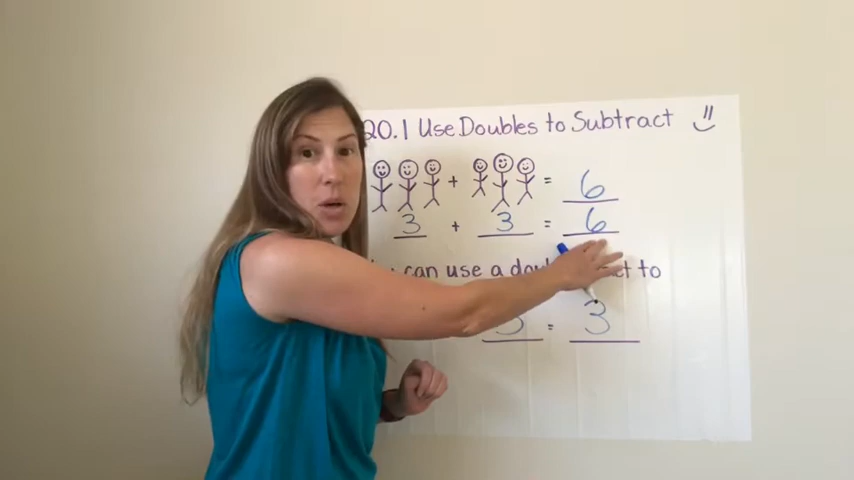 20.1 Use Doubles to Subtract
+ = 6
3 + 3 = 6
can use a to
3 = 3